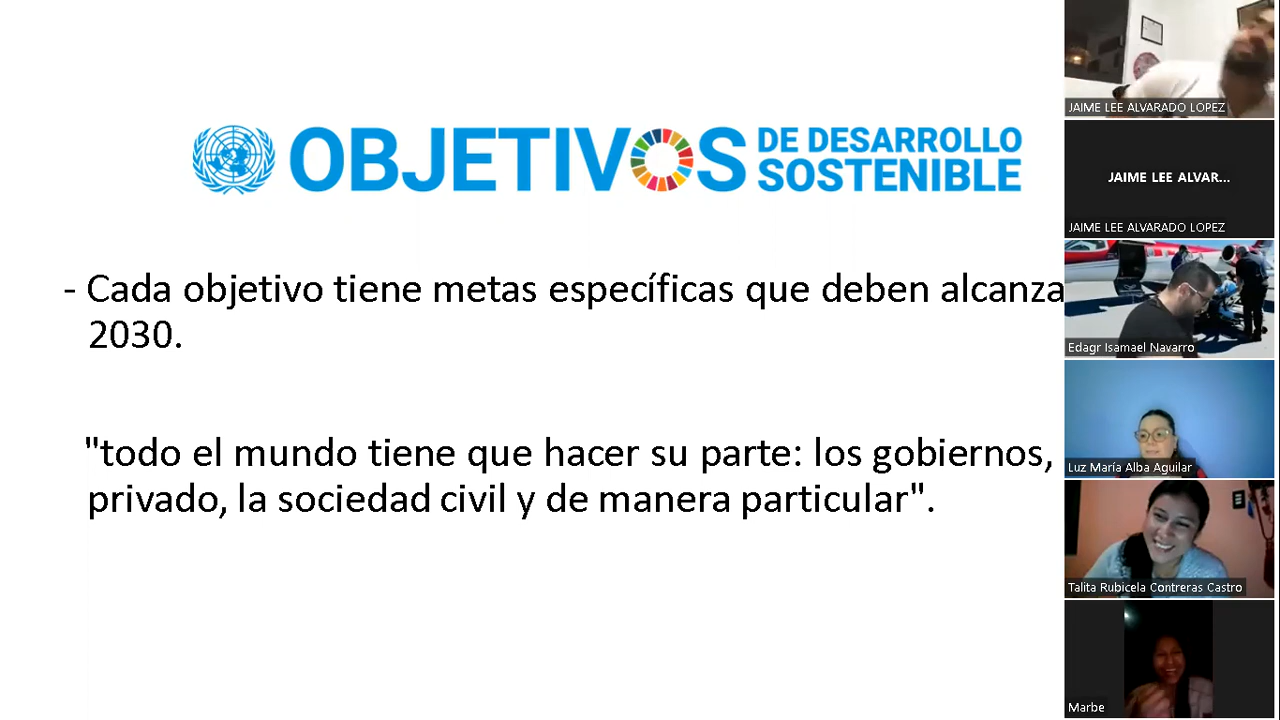 OBJETIVOS DE DESARROLLO SOSTENIBLE
- Cada objetivo tiene metas específicas que deben alcanza
2030.
"todo el mundo tiene que hacer su parte: los gobiernos,
privado, la sociedad civil y de manera particular".
JAIME LEE ALVARADO LOPEZ
JAIME LEE ALVAR...
JAIME LEE ALVARADO LOPEZ
Edagr Isamael Navarro
Luz María Alba Aguilar
Talita Rubicela Contreras Castro
Marbe